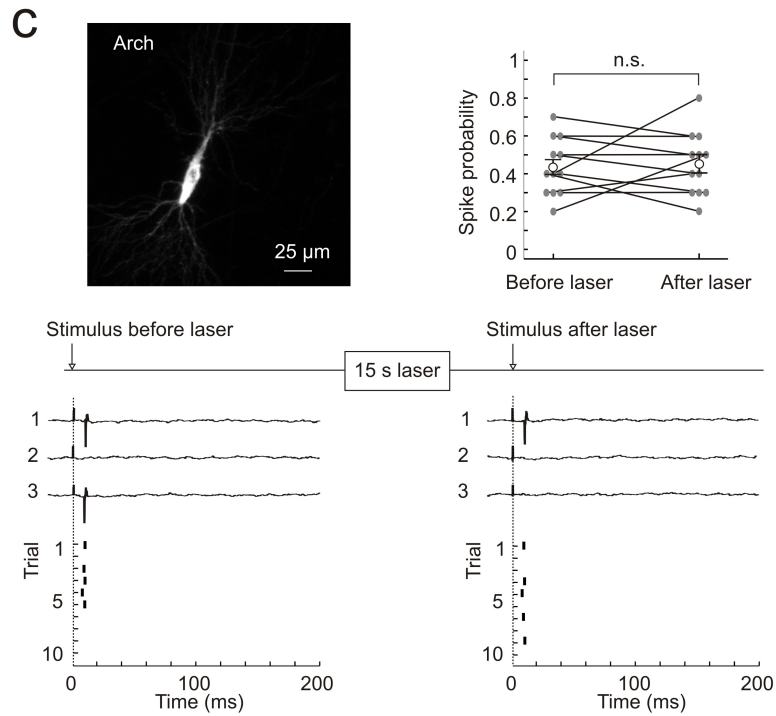 C
Arch
25 µm
n.s.
Spike probability
1
0.8
0.6
0.4
0.2
0
Before laser
After laser
Stimulus before laser
Stimulus after laser
15 s laser
1
2
3
Trial
1
5
10
0
100
200
Time (ms)
1
2
3
Trial
1
5
10
0
100
200
Time (ms)